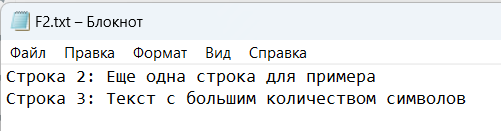 F2.txt – Блокнот
Файл Правка Формат Вид Справка
Строка 2: Еще одна строка для примера
Строка 3: Текст с большим количеством символов